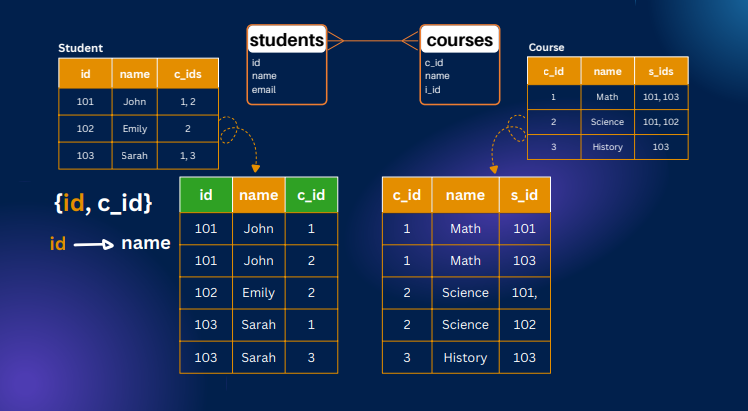 students
id
name
email
courses
c_id
name
i_id
Student
id name c_ids
101 John 1, 2
102 Emily 2
103 Sarah 1, 3
Course
c_id name s_ids
1 Math 101, 103
2 Science 101, 102
3 History 103
{id, c_id}
id name
id name c_id
101 John 1
101 John 2
102 Emily 2
103 Sarah 1
103 Sarah 3
c_id name s_id
1 Math 101
1 Math 103
2 Science 101,
2 Science 102
3 History 103